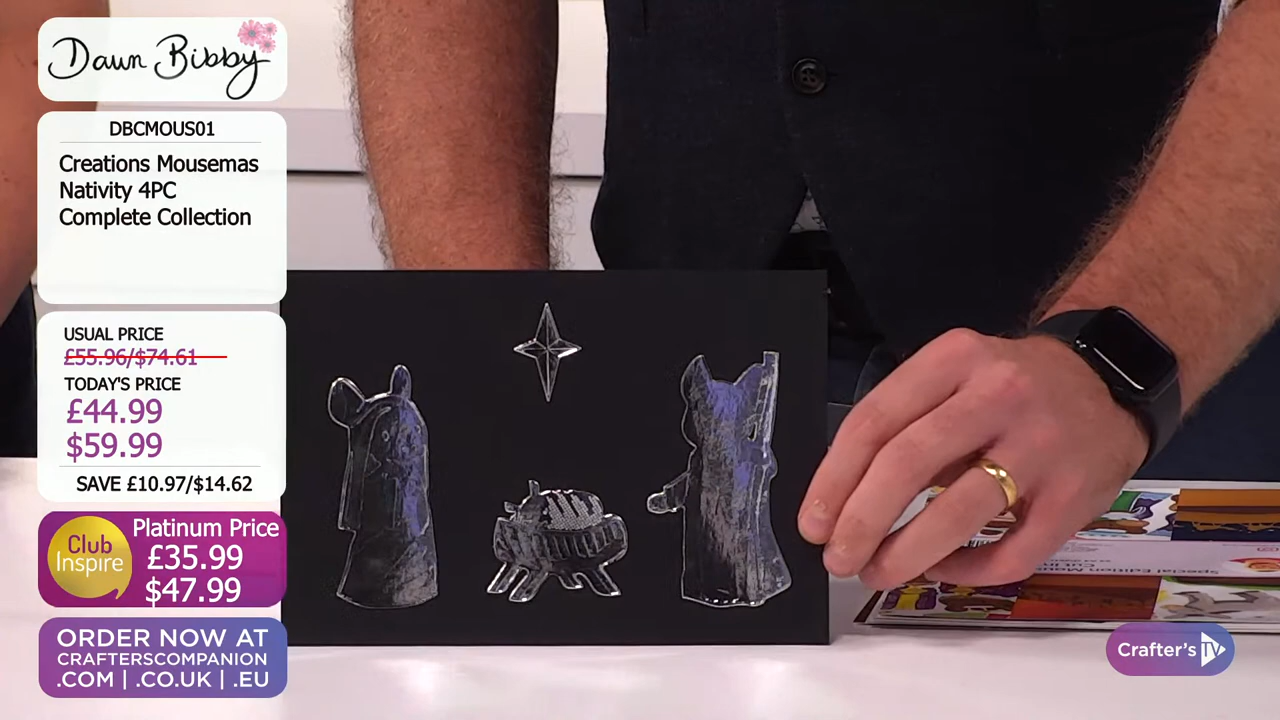 Dawn Bibby
DBCMOUS01
Creations Mousemas
Nativity 4PC
Complete Collection
USUAL PRICE
£55.96/$74.61
TODAY'S PRICE
£44.99
$59.99
SAVE £10.97/$14.62
Club
Inspire
Platinum Price
£35.99
$47.99
ORDER NOW AT
CRAFTERSCOMPANION
.COM | .CO.UK | .EU
Special Edition
Crafter's TV